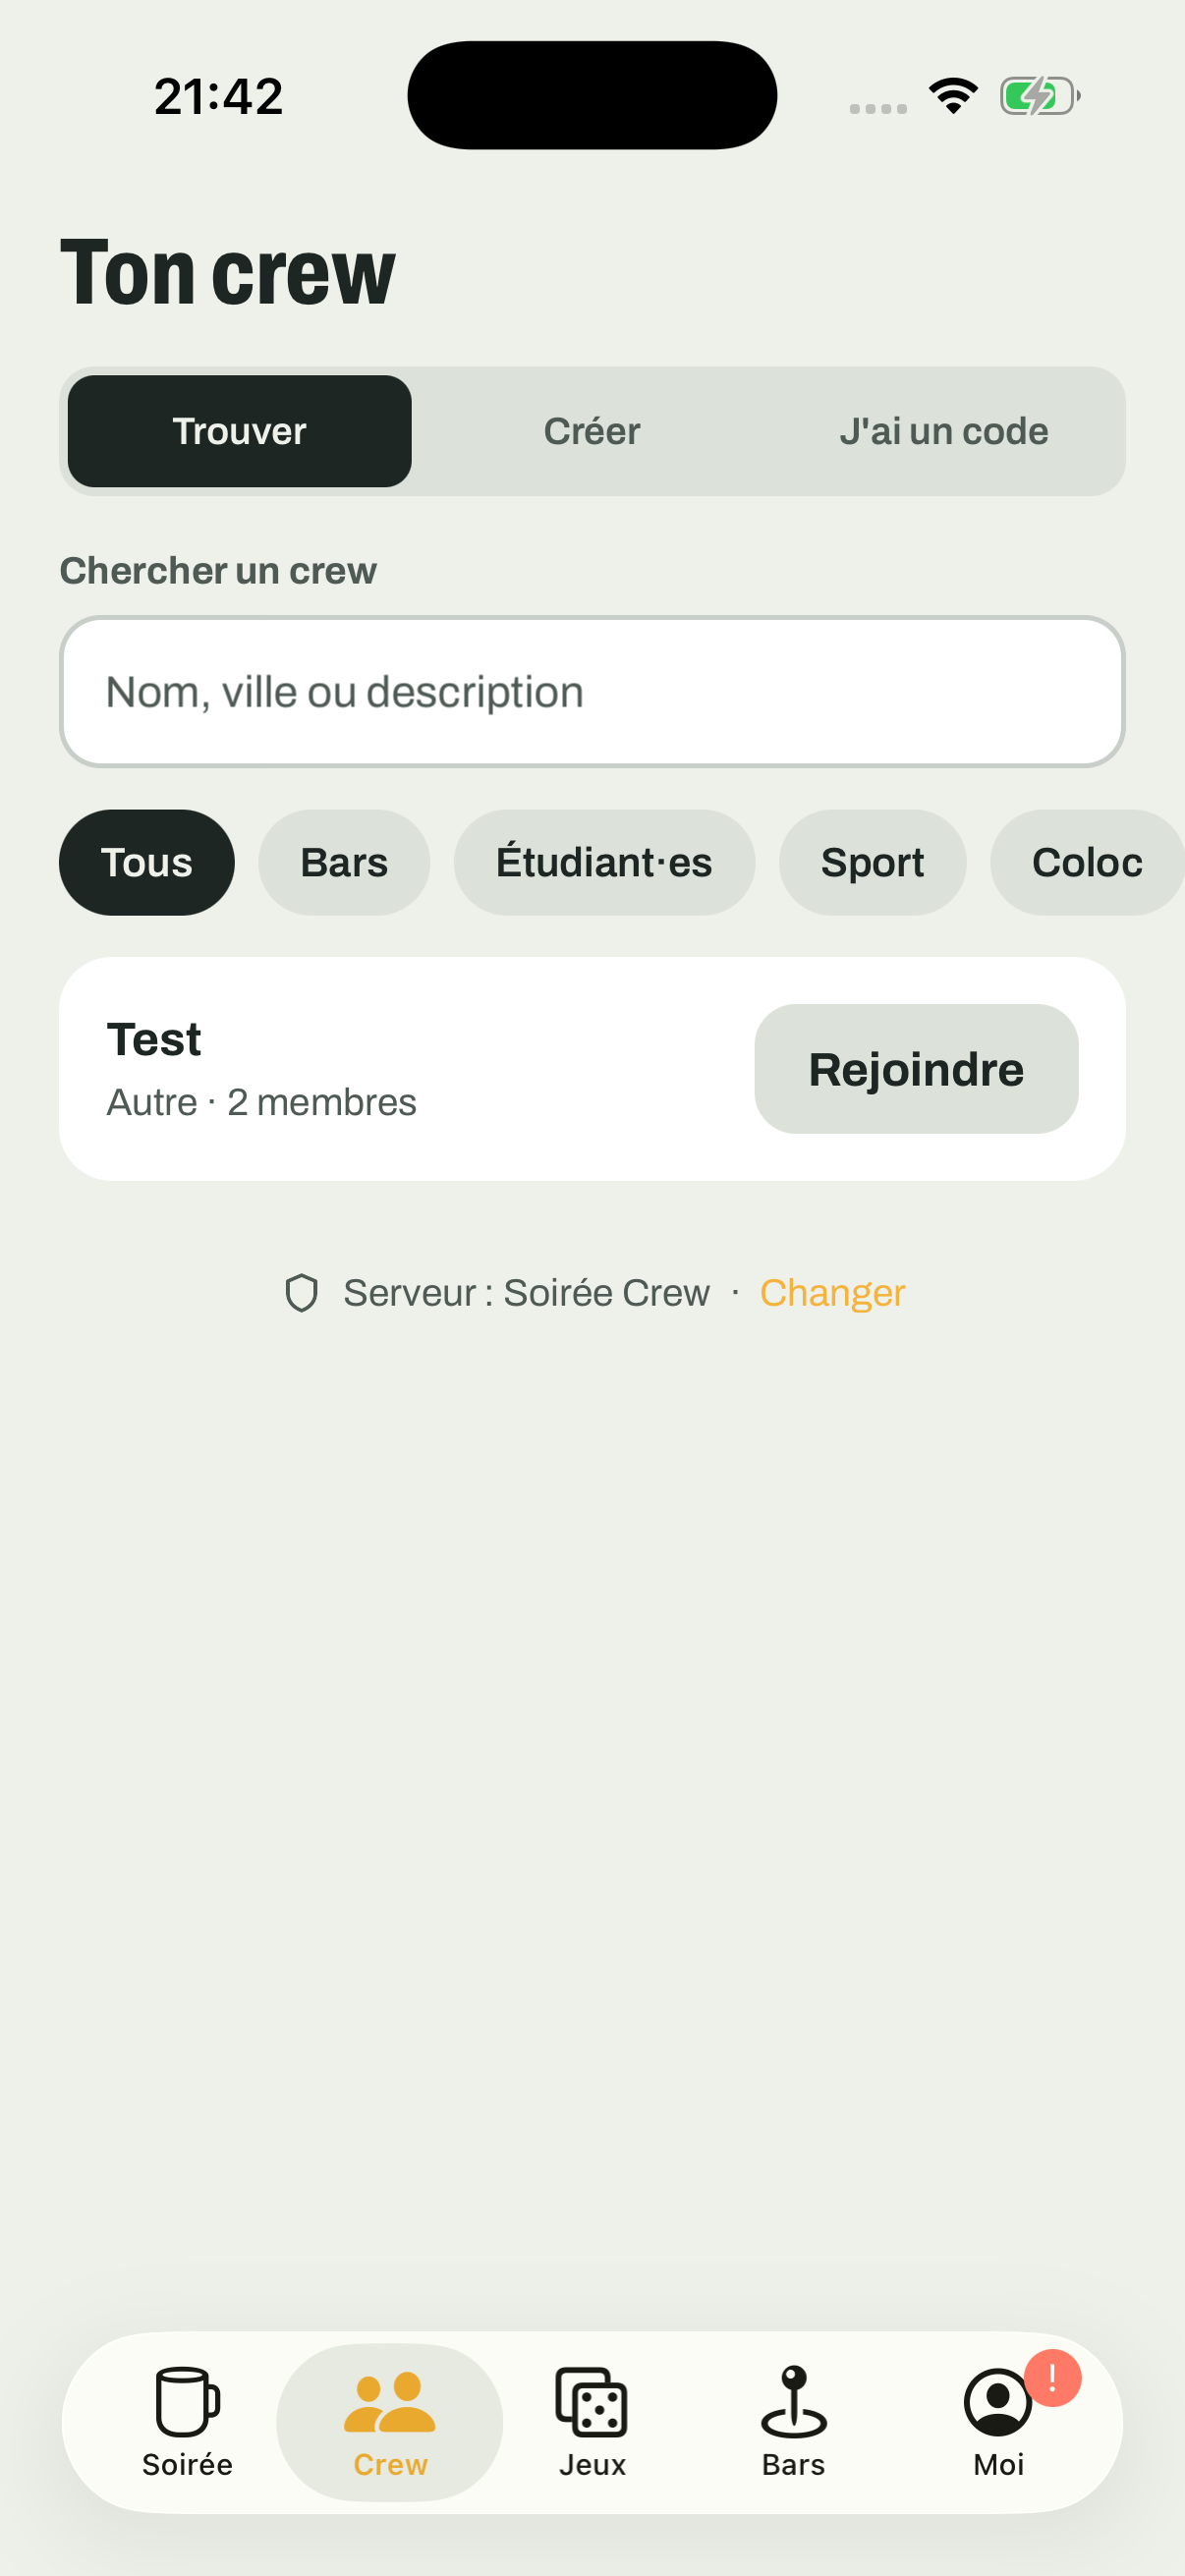 21:42
Ton crew
Trouver Créer J'ai un code
Chercher un crew
Nom, ville ou description
Tous Bars Étudiant·es Sport Coloc
Test
Autre · 2 membres
Rejoindre
Serveur : Soirée Crew · Changer
!
Soirée Crew Jeux Bars Moi